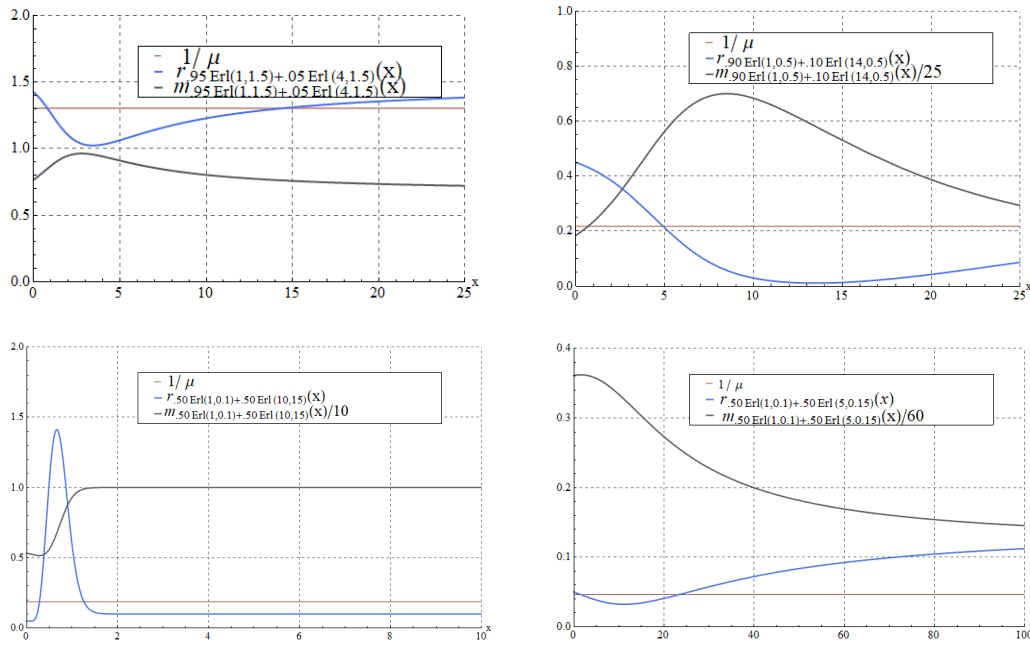 2.0
1.5
1.0
0.5
0.0
1/ μ
r.95 Erl(1,1.5)+.05 Erl (4,1.5)(x)
m.95 Erl(1,1.5)+.05 Erl (4,1.5)(x)
0 5 10 15 20 25 x
1.0
0.8
0.6
0.4
0.2
0.0
1/ μ
r.90 Erl (1,0.5)+.10 Erl (14,0.5)(x)
m.90 Erl (1,0.5)+.10 Erl (14,0.5)(x)/25
0 5 10 15 20 25 x
2.0
1.5
1.0
0.5
0.0
1/ μ
r.50 Erl(1,0.1)+.50 Erl (10,15)(x)
m.50 Erl(1,0.1)+.50 Erl (10,15)(x)/10
0 2 4 6 8 10 x
0.4
0.3
0.2
0.1
0.0
1/ μ
r.50 Erl(1,0.1)+.50 Erl (5,0.15)(x)
m.50 Erl(1,0.1)+.50 Erl (5,0.15)(x)/60
0 20 40 60 80 100